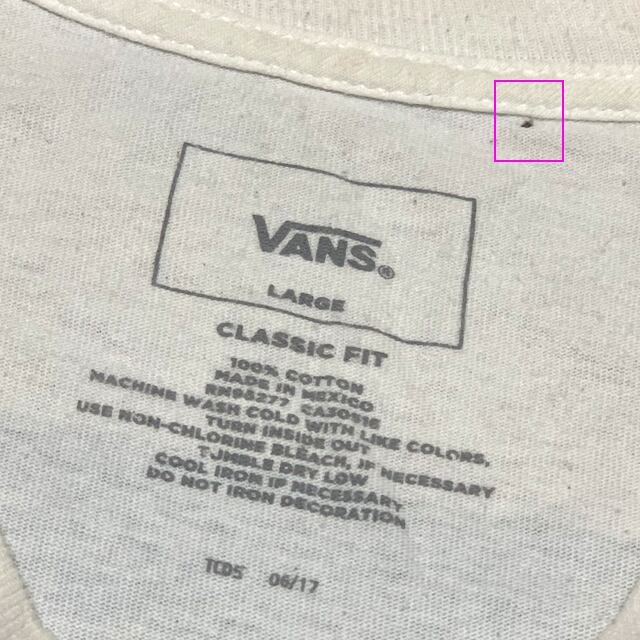 VANS®
LARGE
CLASSIC FIT
100% COTTON
MADE IN MEXICO
RN98277 CA30516
MACHINE WASH COLD WITH LIKE COLORS,
TURN INSIDE OUT
USE NON-CHLORINE BLEACH, IF NECESSARY
TUMBLE DRY LOW
COOL IRON IF NECESSARY
DO NOT IRON DECORATION
TCDS 06/17